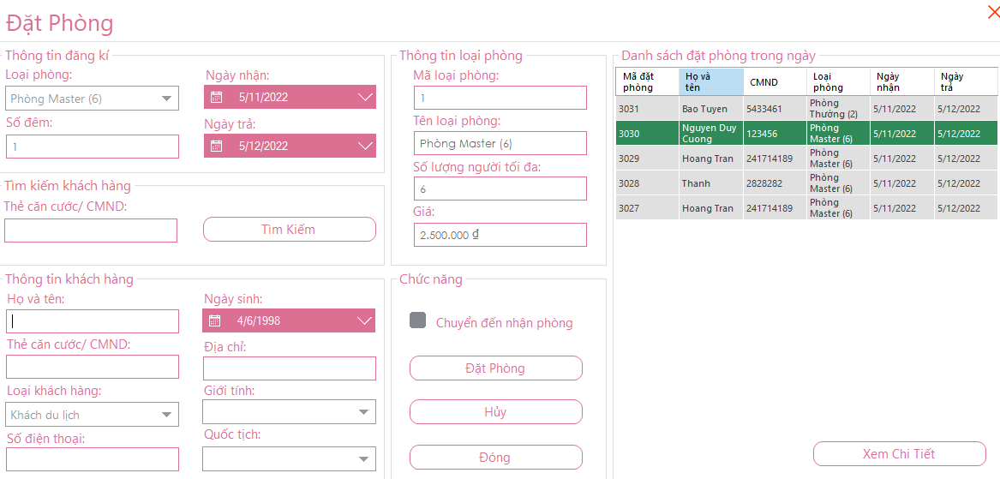 Đặt Phòng
Thông tin đăng kí
Loại phòng:
Phòng Master (6)
Ngày nhận:
5/11/2022
Số đêm:
1
Ngày trả:
5/12/2022
Tìm kiếm khách hàng
Thẻ căn cước/ CMND:
Tìm Kiếm
Thông tin khách hàng
Họ và tên:
Ngày sinh:
4/6/1998
Thẻ căn cước/ CMND:
Địa chỉ:
Loại khách hàng:
Khách du lịch
Giới tính:
Số điện thoại:
Quốc tịch:
Thông tin loại phòng
Mã loại phòng:
1
Tên loại phòng:
Phòng Master (6)
Số lượng người tối đa:
6
Giá:
2.500.000 ₫
Chức năng
Chuyển đến nhận phòng
Đặt Phòng
Hủy
Đóng
Danh sách đặt phòng trong ngày
Mã đặt phòng Họ và tên CMND Loại phòng Ngày nhận Ngày trả
3031 Bao Tuyen 5433461 Phòng Thường (2) 5/11/2022 5/12/2022
3030 Nguyen Duy Cuong 123456 Phòng Master (6) 5/11/2022 5/12/2022
3029 Hoang Tran 241714189 Phòng Master (6) 5/11/2022 5/12/2022
3028 Thanh 2828282 Phòng Master (6) 5/11/2022 5/12/2022
3027 Hoang Tran 241714189 Phòng Master (6) 5/11/2022 5/12/2022
Xem Chi Tiết